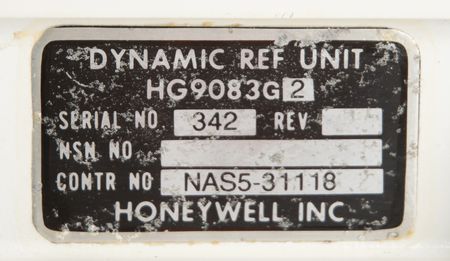 DYNAMIC REF UNIT
HG9083G2
SERIAL NO 342 REV
NSN NO
CONTR NO NAS5-31118
HONEYWELL INC